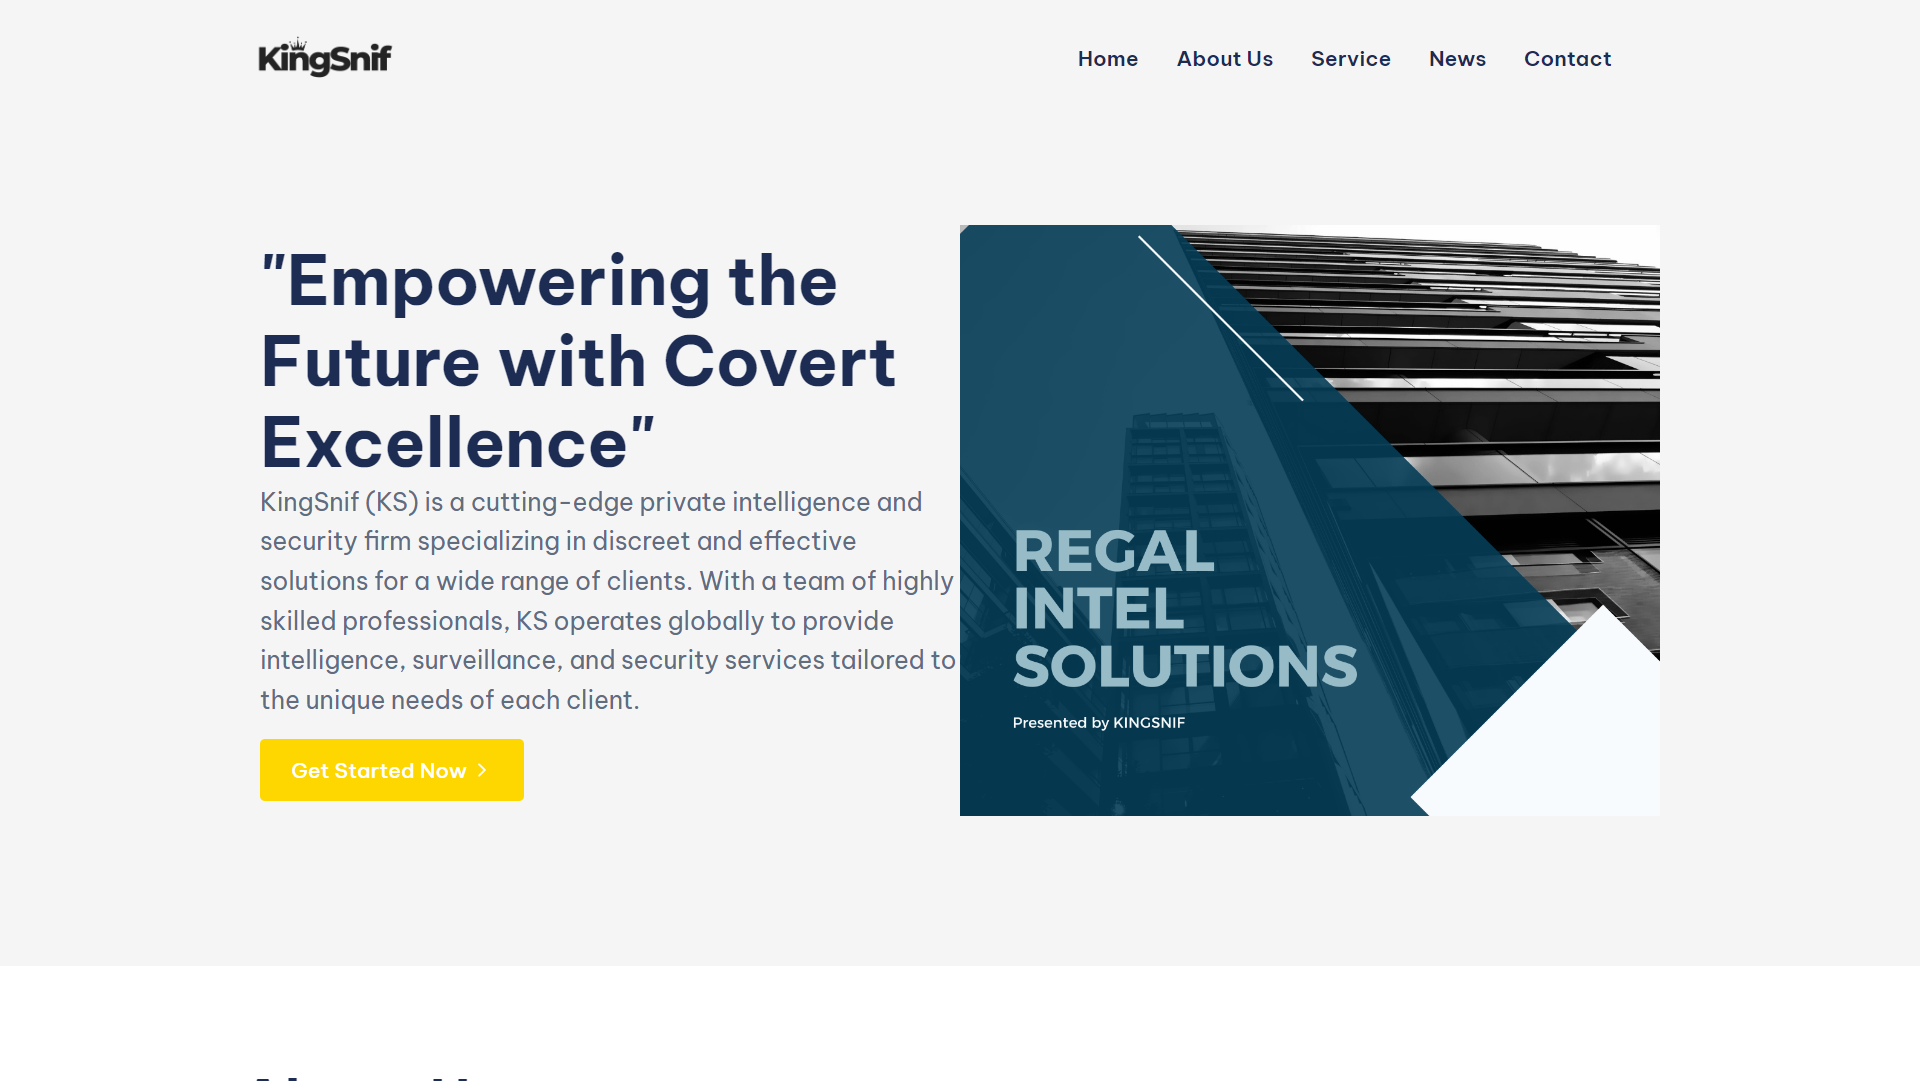 KingSnif
Home
About Us
Service
News
Contact
"Empowering the
Future with Covert
Excellence"
KingSnif (KS) is a cutting-edge private intelligence and
security firm specializing in discreet and effective
solutions for a wide range of clients. With a team of highly
skilled professionals, KS operates globally to provide
intelligence, surveillance, and security services tailored to
the unique needs of each client.
Get Started Now
REGAL
INTEL
SOLUTIONS
Presented by KINGSNIF